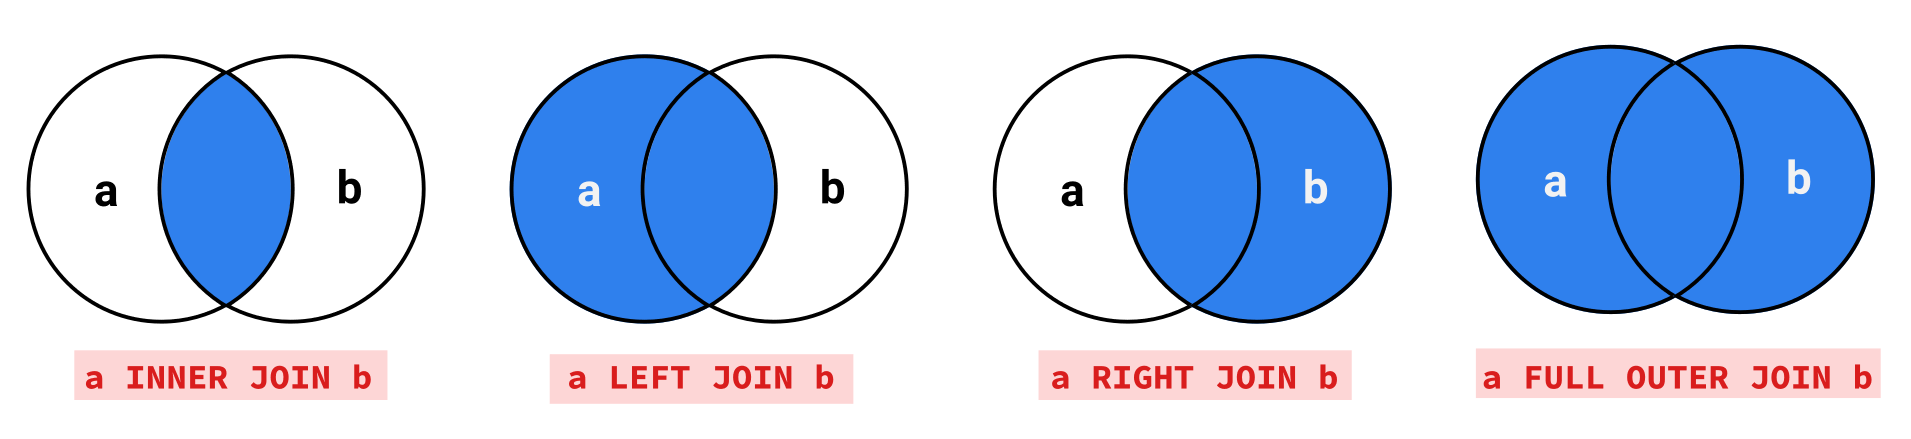 a b
a INNER JOIN b
a b
a LEFT JOIN b
a b
a RIGHT JOIN b
a b
a FULL OUTER JOIN b